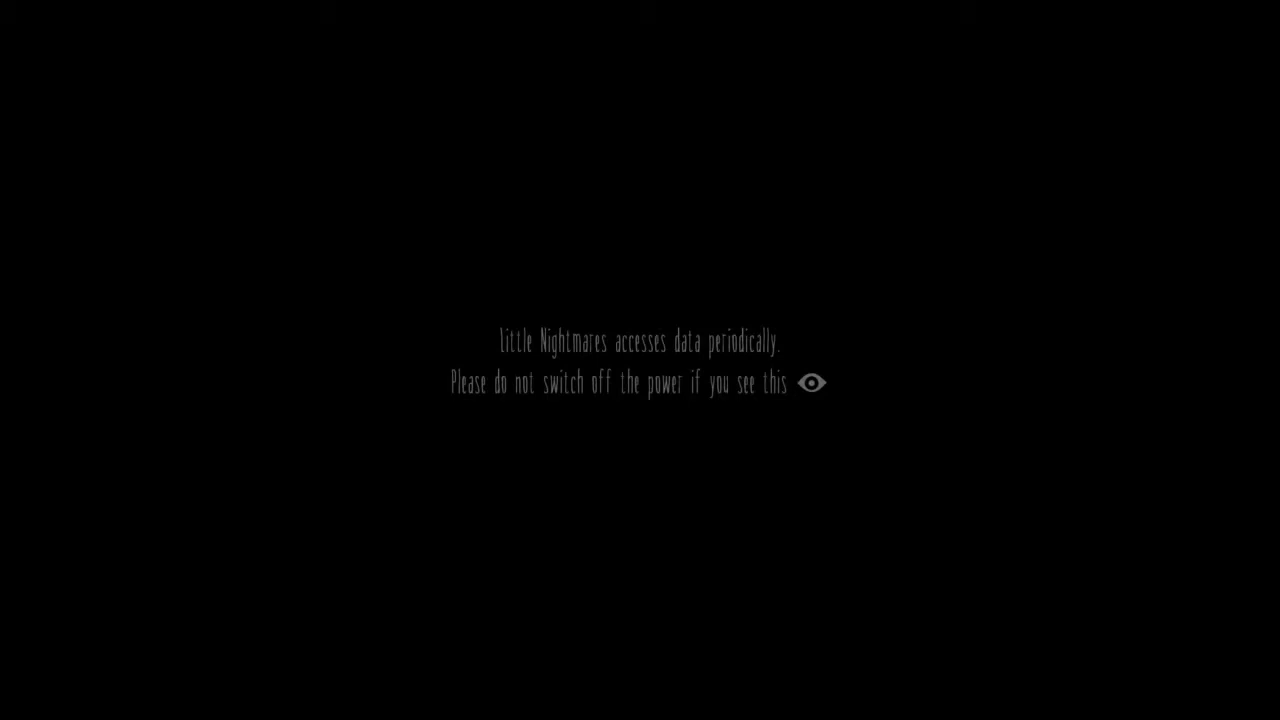 Little Nightmares accesses data periodically.
Please do not switch off the power if you see this